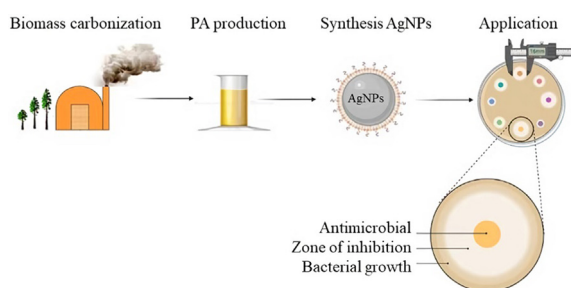 Biomass carbonization
PA production
Synthesis AgNPs
Application
AgNPs
Antimicrobial
Zone of inhibition
Bacterial growth